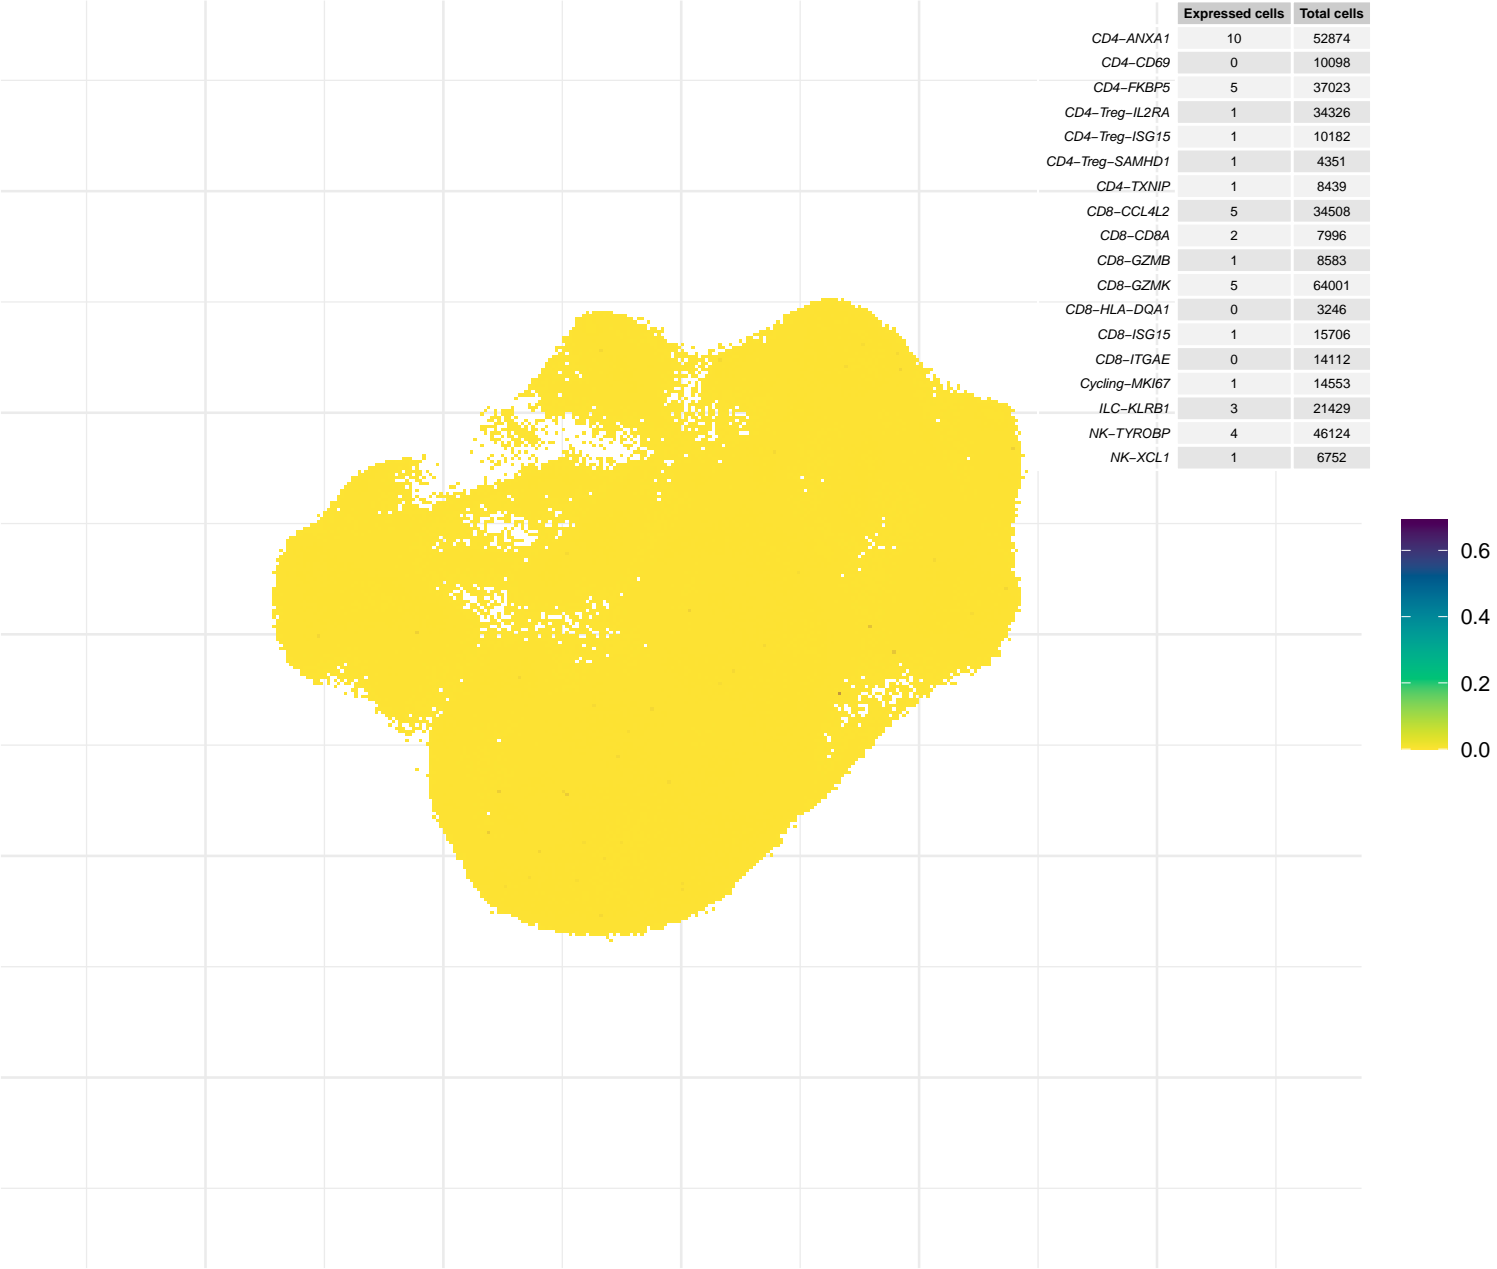 Expressed cells Total cells
CD4−ANXA1 10 52874
CD4−CD69 0 10098
CD4−FKBP5 5 37023
CD4−Treg−IL2RA 1 34326
CD4−Treg−ISG15 1 10182
CD4−Treg−SAMHD1 1 4351
CD4−TXNIP 1 8439
CD8−CCL4L2 5 34508
CD8−CD8A 2 7996
CD8−GZMB 1 8583
CD8−GZMK 5 64001
CD8−HLA−DQA1 0 3246
CD8−ISG15 1 15706
CD8−ITGAE 0 14112
Cycling−MKI67 1 14553
ILC−KLRB1 3 21429
NK−TYROBP 4 46124
NK−XCL1 1 6752
0.6
0.4
0.2
0.0